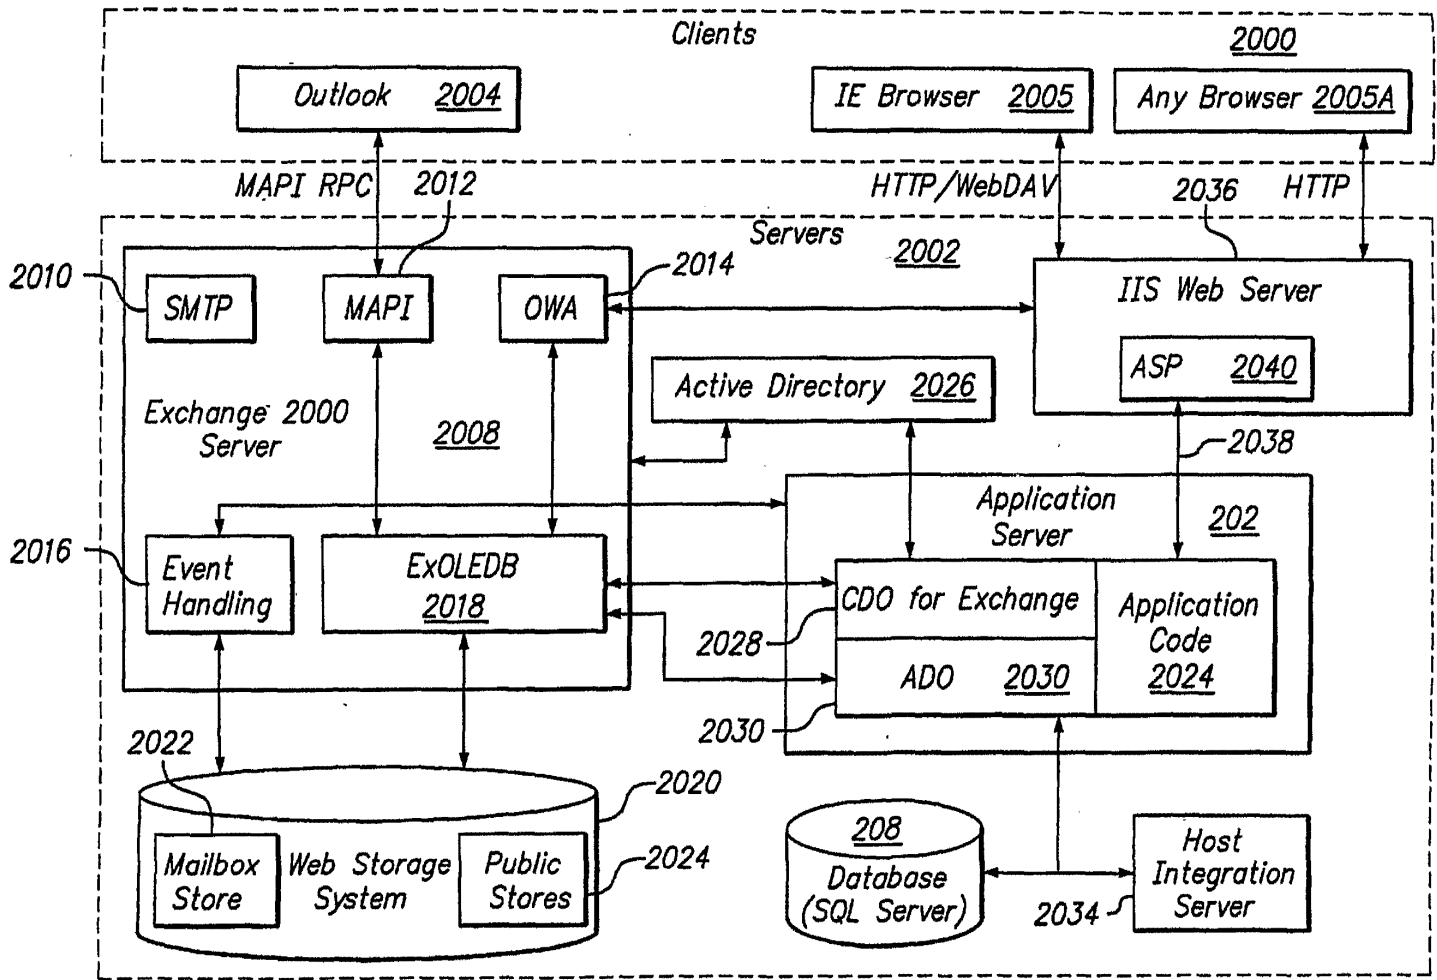 Clients
2000
Outlook 2004
IE Browser 2005
Any Browser 2005A
MAPI RPC
2012
HTTP/WebDAV
2036
HTTP
Servers
2002
2010
SMTP
MAPI
OWA
2014
IIS Web Server
ASP 2040
Active Directory 2026
Exchange 2000
Server
2008
2038
Application
Server
202
2016
Event
Handling
ExOLEDB
2018
CDO for Exchange
2028
Application
Code
2024
ADO 2030
2030
2022
2020
Mailbox
Store
Web Storage
System
Public
Stores
2024
208
Database
(SQL Server)
Host
Integration
Server
2034